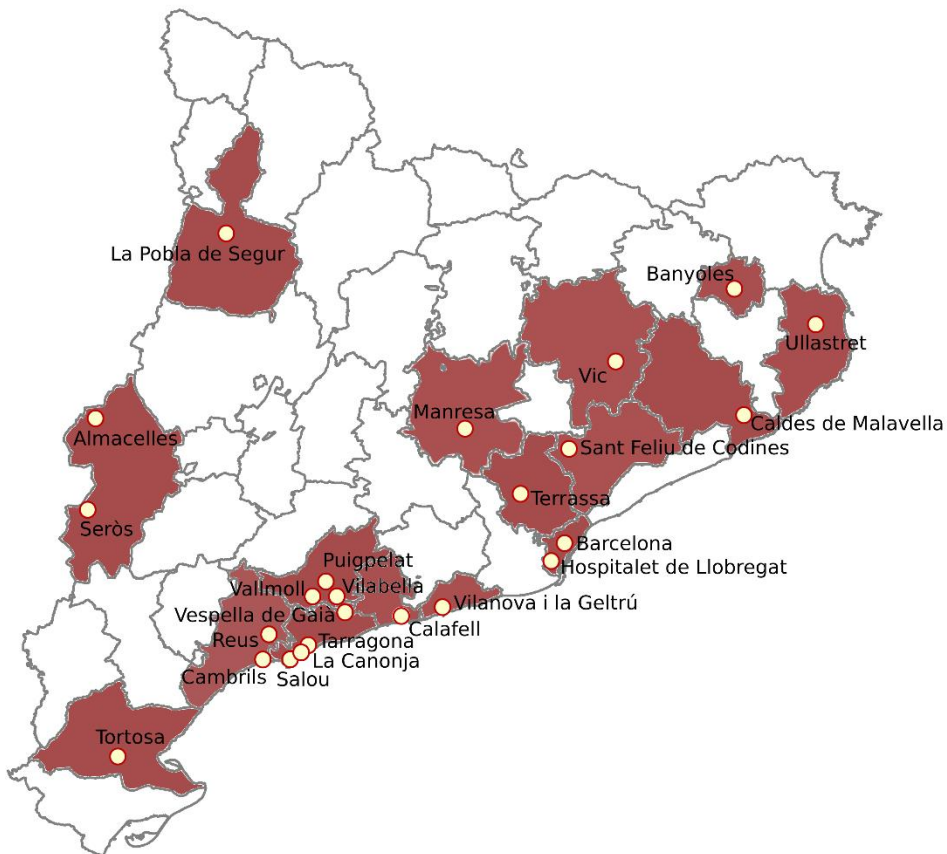 La Pobla de Segur
Banyoles
Ullastret
Vic
Manresa
Caldes de Malavella
Almacelles
Sant Feliu de Codines
Terrassa
Seròs
Barcelona
Hospitalet de Llobregat
Puigpelat
Vallmoll
Vilabella
Vilanova i la Geltrú
Vespella de Gaià
Calafell
Reus
Tarragona
La Canonja
Cambrils
Salou
Tortosa